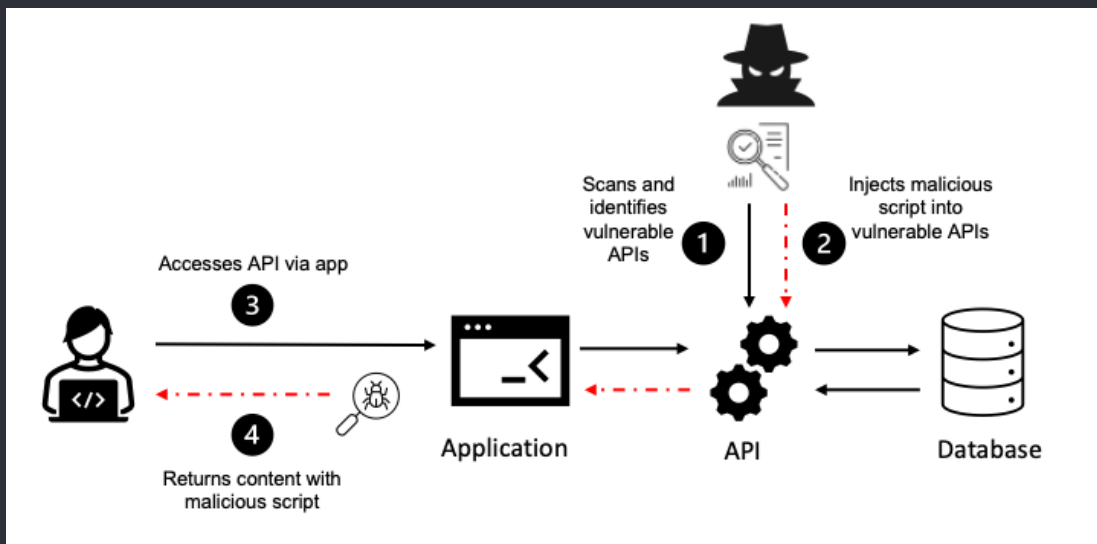 Scans and
identifies
vulnerable
APIs
1
2
Injects malicious
script into
vulnerable APIs
Accesses API via app
3
</>
4
Returns content with
malicious script
Application
API
Database